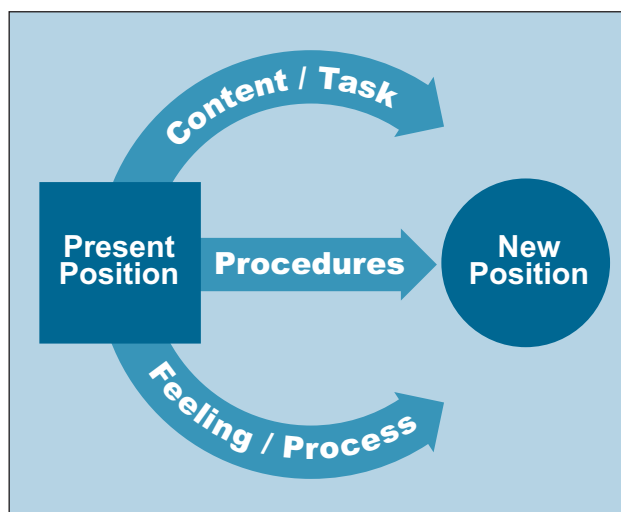 Content / Task
Present
Position
Procedures
New
Position
Feeling / Process